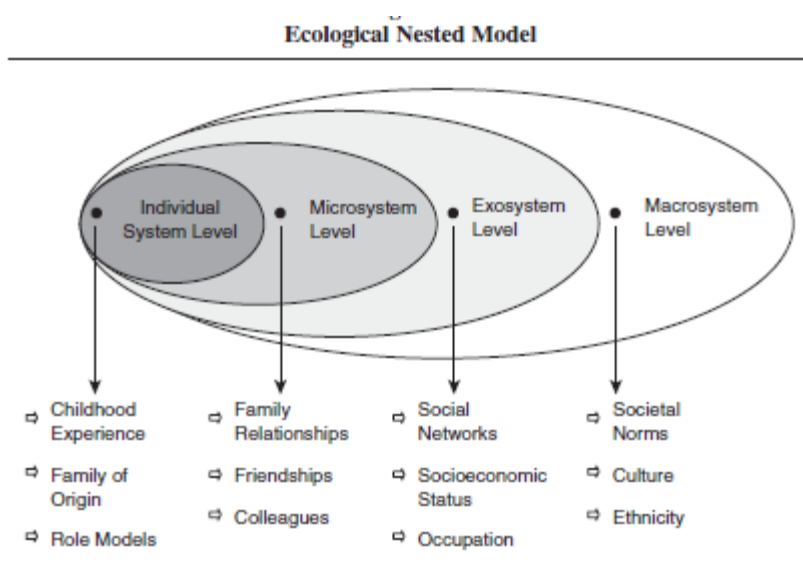 Ecological Nested Model
Individual
System Level
Microsystem
Level
Exosystem
Level
Macrosystem
Level
Childhood
Experience
Family of
Origin
Role Models
Family
Relationships
Friendships
Colleagues
Social
Networks
Socioeconomic
Status
Occupation
Societal
Norms
Culture
Ethnicity